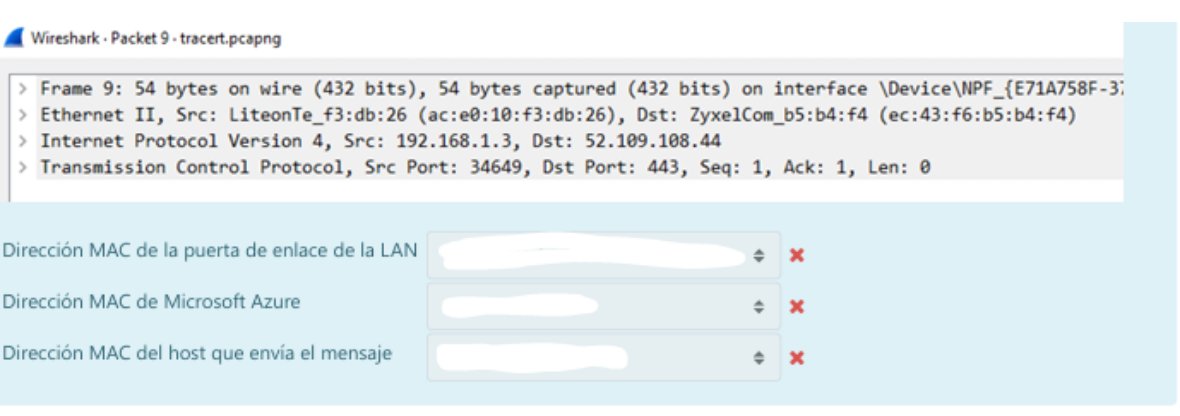 Wireshark · Packet 9 · tracert.pcapng
> Frame 9: 54 bytes on wire (432 bits), 54 bytes captured (432 bits) on interface \Device\NPF_{E71A758F-37
> Ethernet II, Src: LiteonTe_f3:db:26 (ac:e0:10:f3:db:26), Dst: ZyxelCom_b5:b4:f4 (ec:43:f6:b5:b4:f4)
> Internet Protocol Version 4, Src: 192.168.1.3, Dst: 52.109.108.44
> Transmission Control Protocol, Src Port: 34649, Dst Port: 443, Seq: 1, Ack: 1, Len: 0
Dirección MAC de la puerta de enlace de la LAN
Dirección MAC de Microsoft Azure
Dirección MAC del host que envía el mensaje